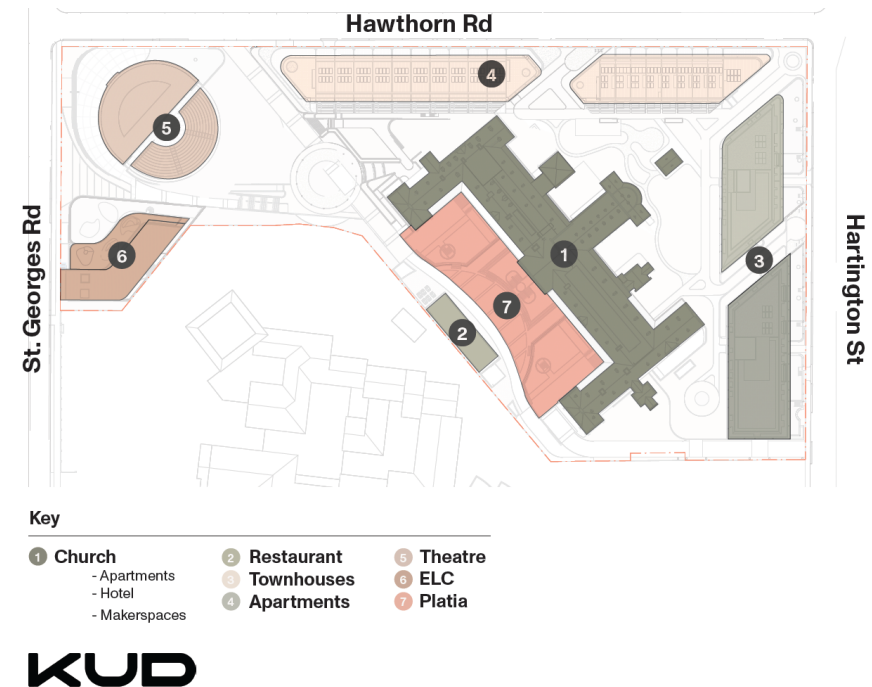 Hawthorn Rd
4
5
St. Georges Rd
Hartington St
6
1
3
7
2
Key
1 Church
- Apartments
- Hotel
- Makerspaces
2 Restaurant
3 Townhouses
4 Apartments
5 Theatre
6 ELC
7 Platia
KUD